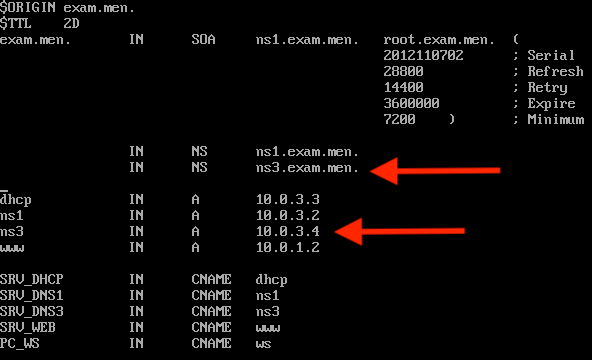 $ORIGIN exam.men.
$TTL 2D
exam.men. IN SOA ns1.exam.men. root.exam.men. (
2012110702 ; Serial
28800 ; Refresh
14400 ; Retry
3600000 ; Expire
7200 ) ; Minimum
IN NS ns1.exam.men.
IN NS ns3.exam.men.
dhcp IN A 10.0.3.3
ns1 IN A 10.0.3.2
ns3 IN A 10.0.3.4
www IN A 10.0.1.2
SRV_DHCP IN CNAME dhcp
SRV_DNS1 IN CNAME ns1
SRV_DNS3 IN CNAME ns3
SRV_WEB IN CNAME www
PC_WS IN CNAME ws